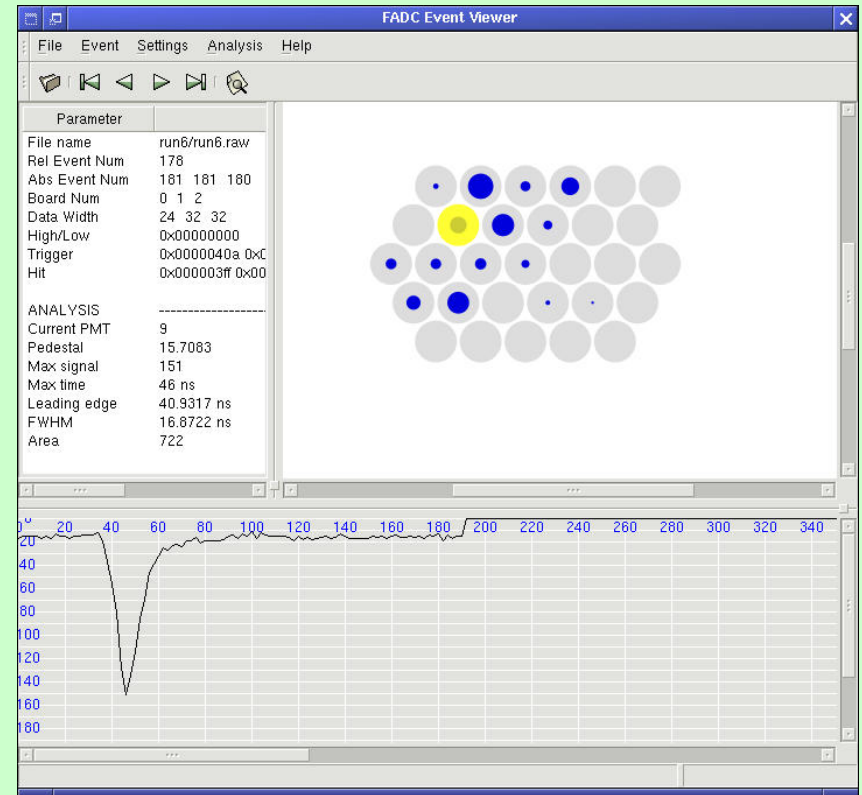 FADC Event Viewer
File Event Settings Analysis Help
Parameter
File name run6/run6.raw
Rel Event Num 178
Abs Event Num 181 181 180
Board Num 0 1 2
Data Width 24 32 32
High/Low 0x00000000
Trigger 0x0000040a 0x0
Hit 0x000003ff 0x00
ANALYSIS --------------------
Current PMT 9
Pedestal 15.7083
Max signal 151
Max time 46 ns
Leading edge 40.9317 ns
FWHM 16.8722 ns
Area 722
0 20 40 60 80 100 120 140 160 180 200 220 240 260 280 300 320 340
20
40
60
80
100
120
140
160
180